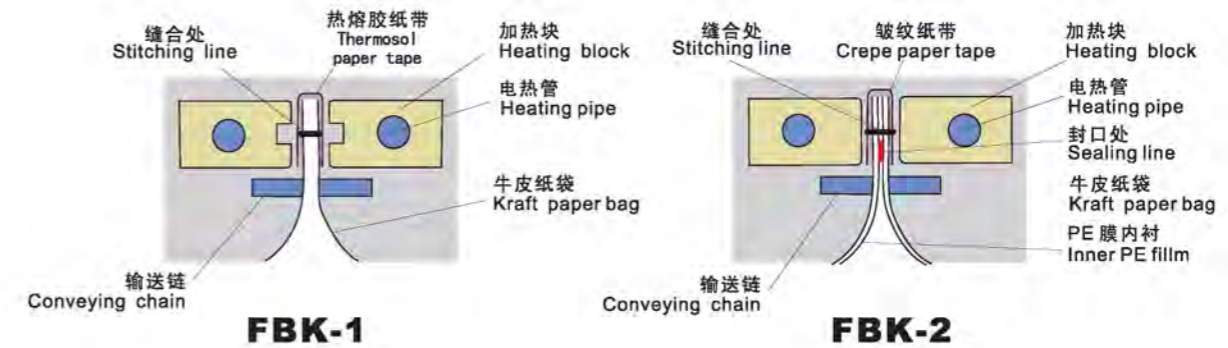 缝合处
Stitching line
热熔胶纸带
Thermosol
paper tape
加热块
Heating block
电热管
Heating pipe
牛皮纸袋
Kraft paper bag
输送链
Conveying chain
FBK-1
缝合处
Stitching line
皱纹纸带
Crepe paper tape
加热块
Heating block
电热管
Heating pipe
封口处
Sealing line
牛皮纸袋
Kraft paper bag
PE膜内衬
Inner PE fillm
输送链
Conveying chain
FBK-2